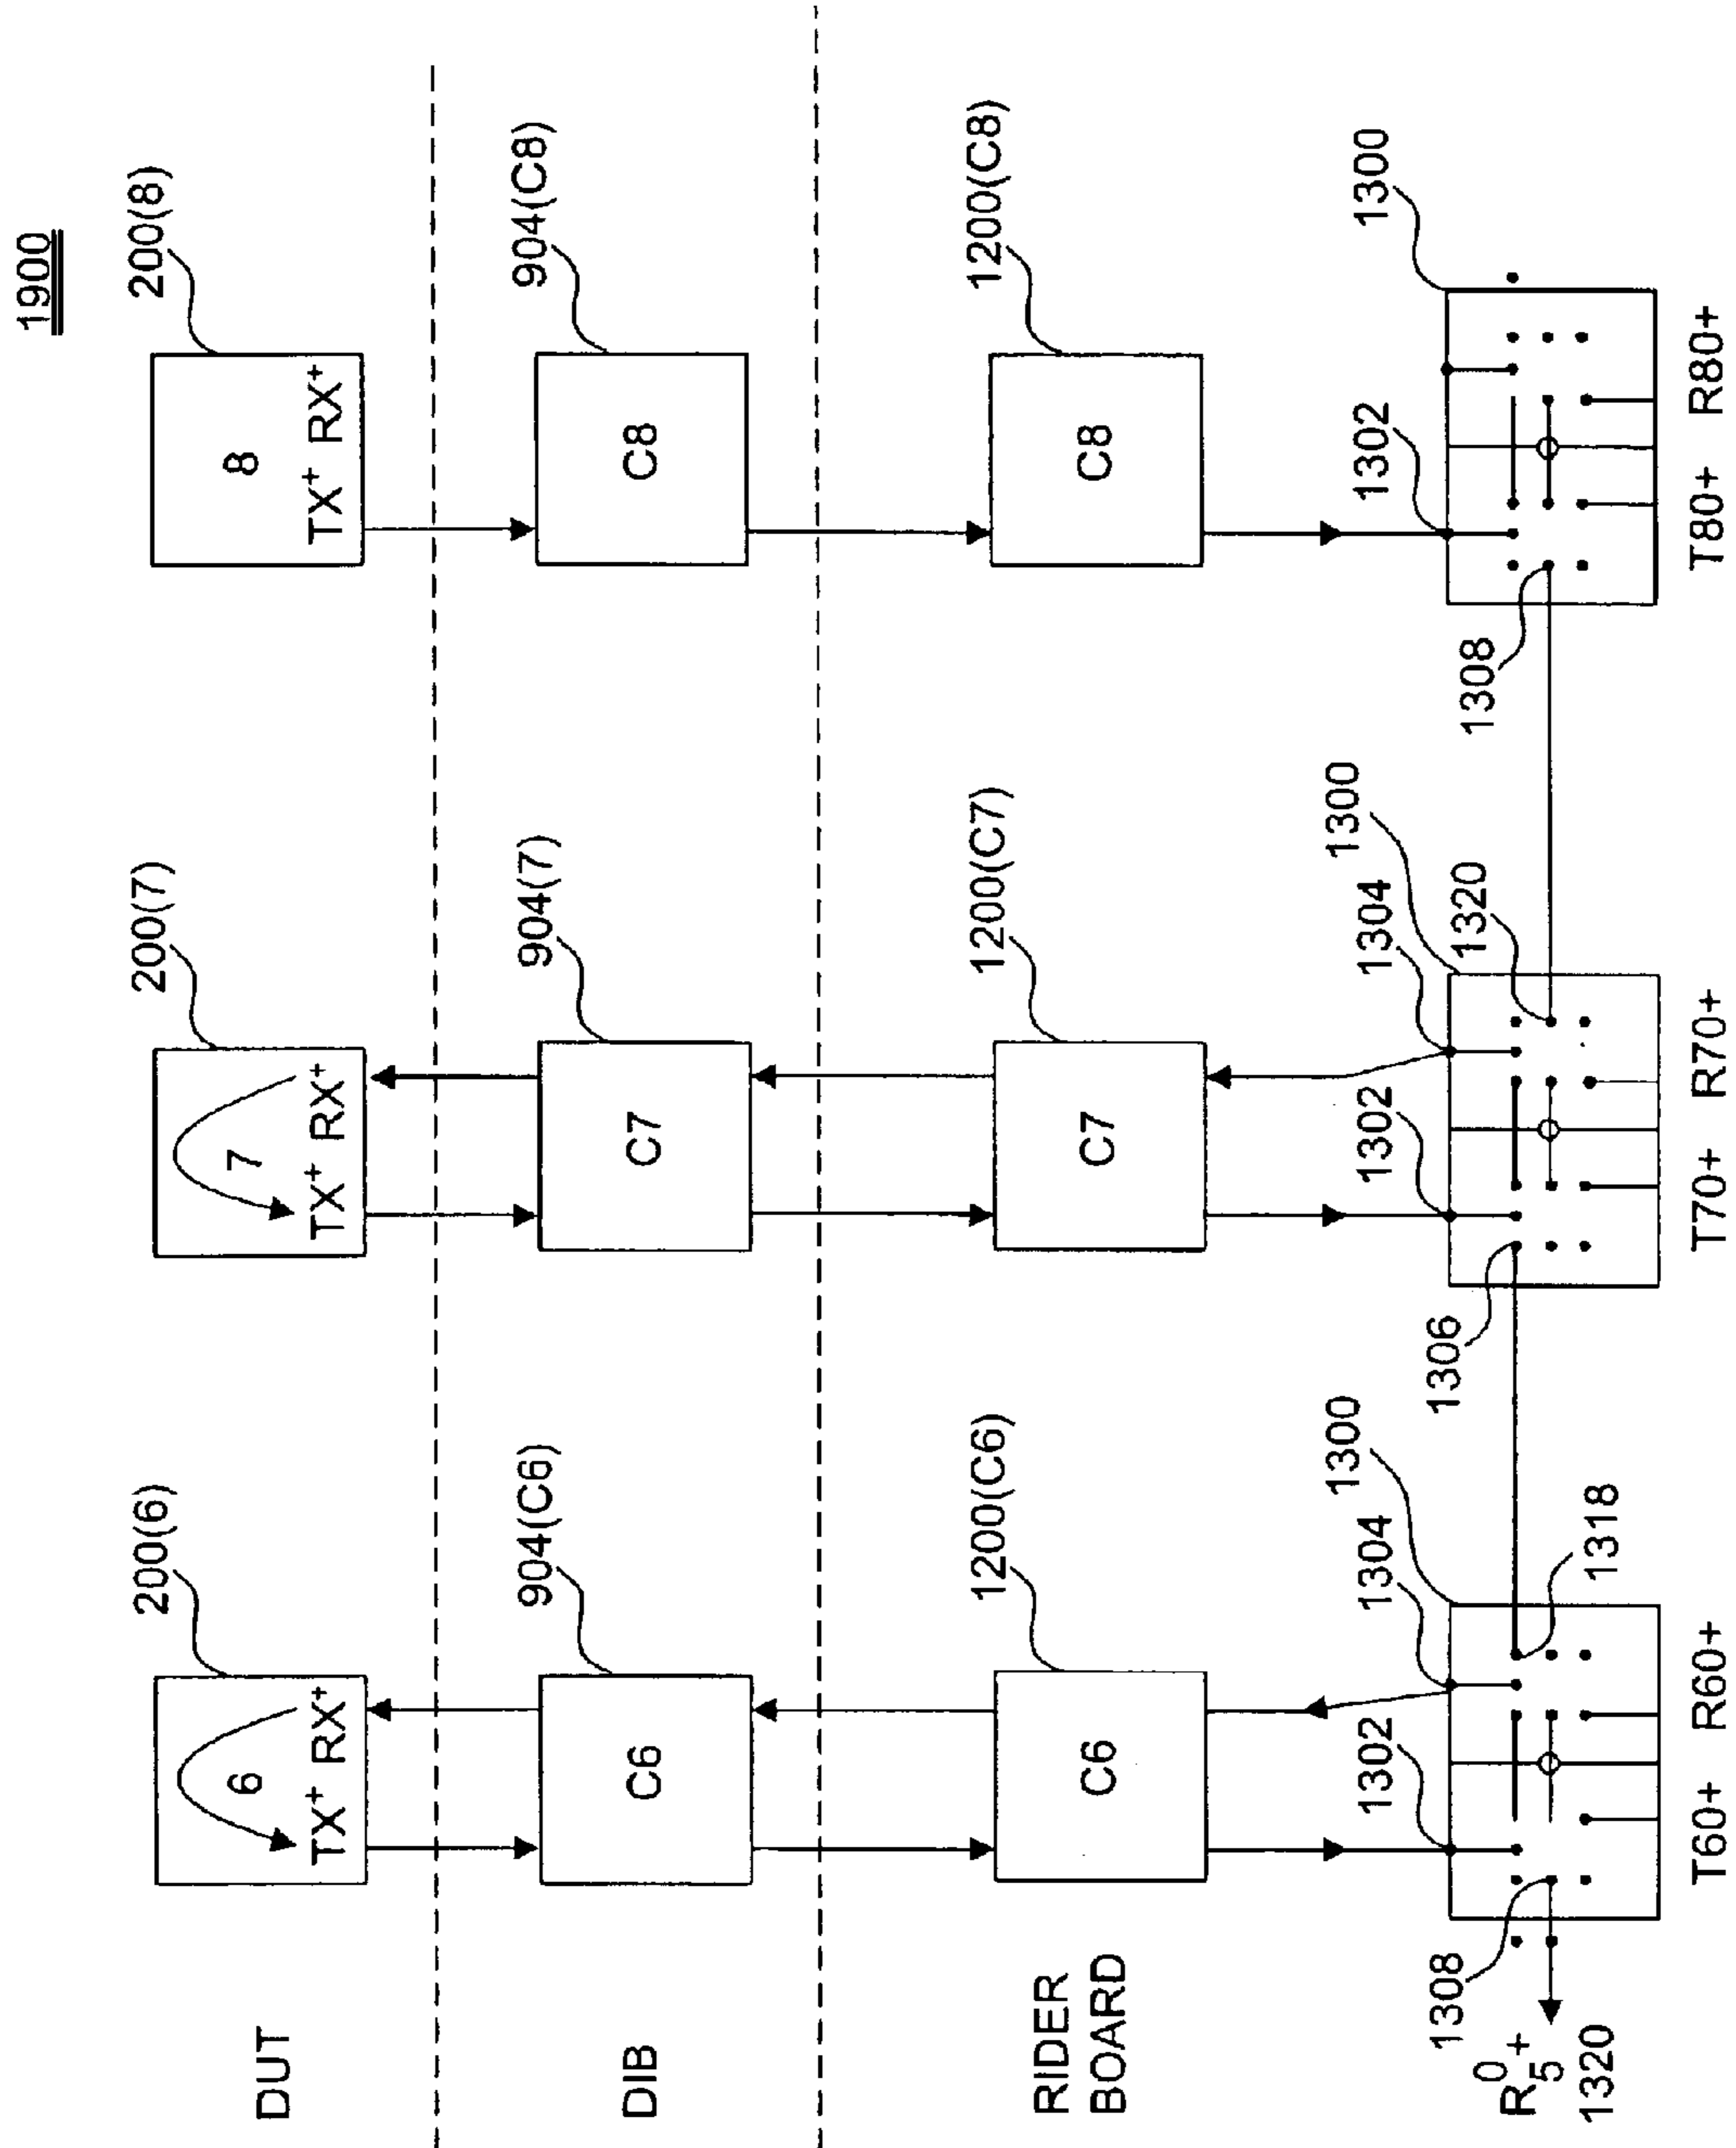 1900
200(6)
200(7)
200(8)
DUT
6
TX+ RX+
7
TX+ RX+
8
TX+ RX+
904(C6)
904(7)
904(C8)
DIB
C6
C7
C8
1200(C6)
1200(C7)
1200(C8)
RIDER
BOARD
C6
C7
C8
1302
1304
1300
1302
1304
1300
1302
1300
1308
1318
1306
1320
1308
R 0 5 +
1320
T60+ R60+
T70+ R70+
T80+ R80+